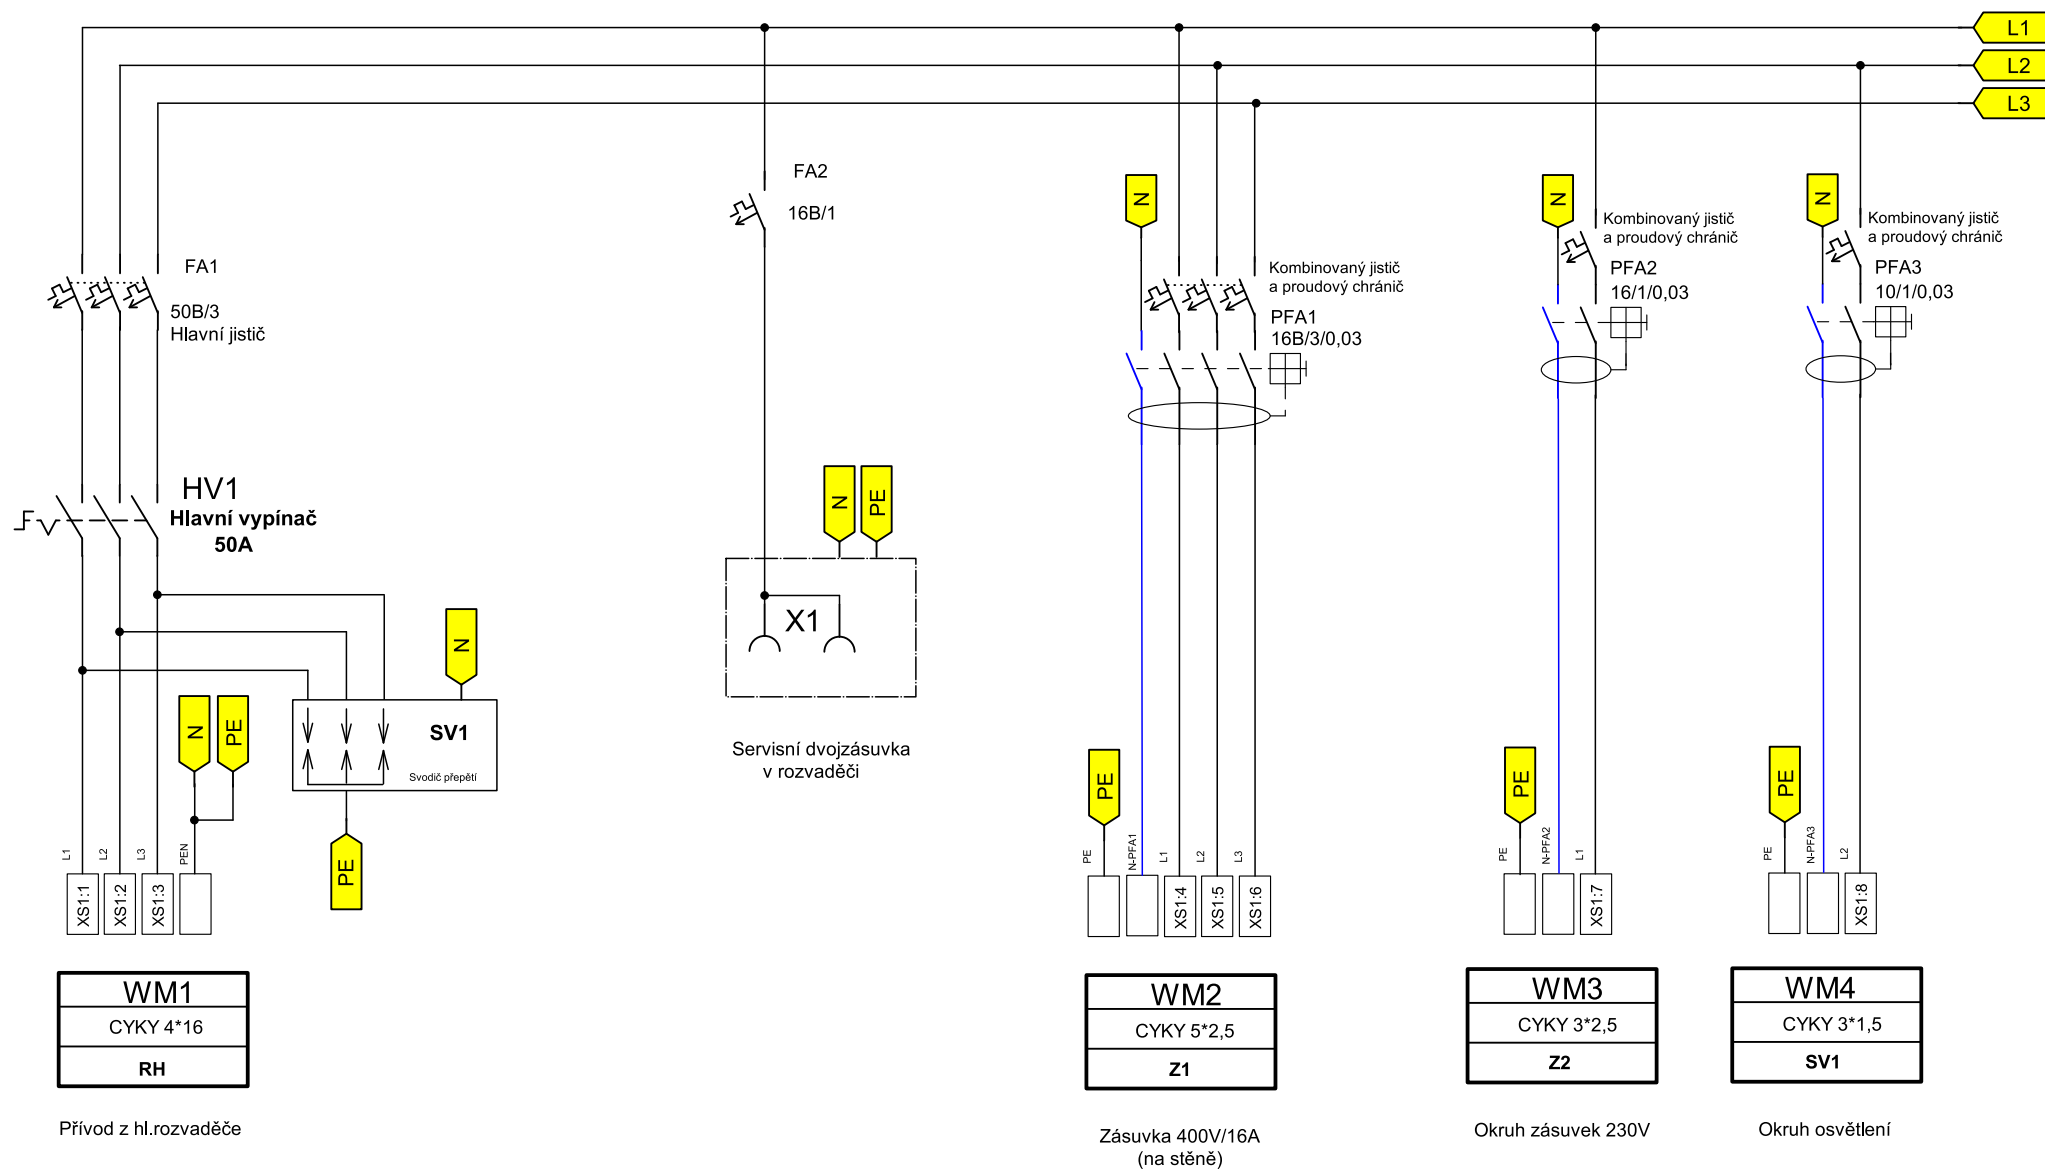 L1
L2
L3
FA1
50B/3
Hlavní jistič
HV1
Hlavní vypínač
50A
N
N
PE
SV1
Svodič přepětí
PE
L1
L2
L3
PEN
XS1:1
XS1:2
XS1:3
WM1
CYKY 4*16
RH
Přívod z hl.rozvaděče
FA2
16B/1
N
PE
X1
Servisní dvojzásuvka
v rozvaděči
N
Kombinovaný jistič
a proudový chránič
PFA1
16B/3/0,03
PE
PE
N-PFA1
L1
L2
L3
XS1:4
XS1:5
XS1:6
WM2
CYKY 5*2,5
Z1
Zásuvka 400V/16A
(na stěně)
N
Kombinovaný jistič
a proudový chránič
PFA2
16/1/0,03
PE
PE
N-PFA2
L1
XS1:7
WM3
CYKY 3*2,5
Z2
Okruh zásuvek 230V
N
Kombinovaný jistič
a proudový chránič
PFA3
10/1/0,03
PE
PE
N-PFA3
L2
XS1:8
WM4
CYKY 3*1,5
SV1
Okruh osvětlení